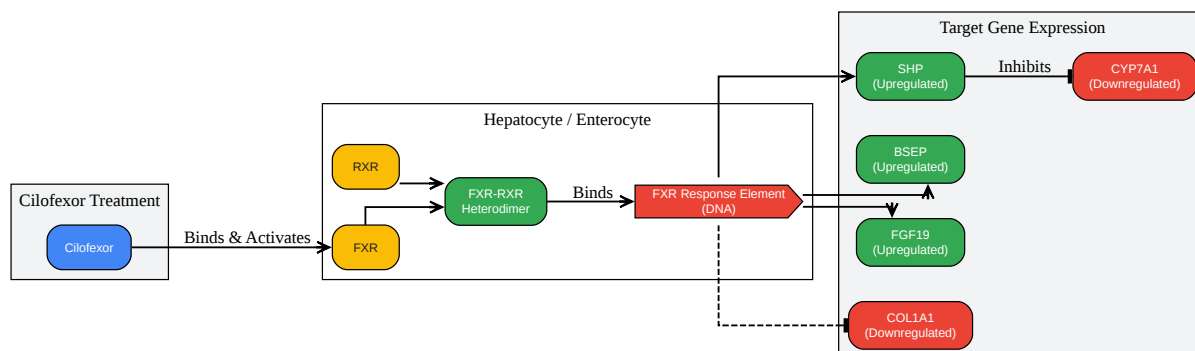 Cilofexor Treatment
Cilofexor
Binds & Activates
Hepatocyte / Enterocyte
RXR
FXR
FXR-RXR
Heterodimer
Binds
FXR Response Element
(DNA)
Target Gene Expression
SHP
(Upregulated)
Inhibits
CYP7A1
(Downregulated)
BSEP
(Upregulated)
FGF19
(Upregulated)
COL1A1
(Downregulated)